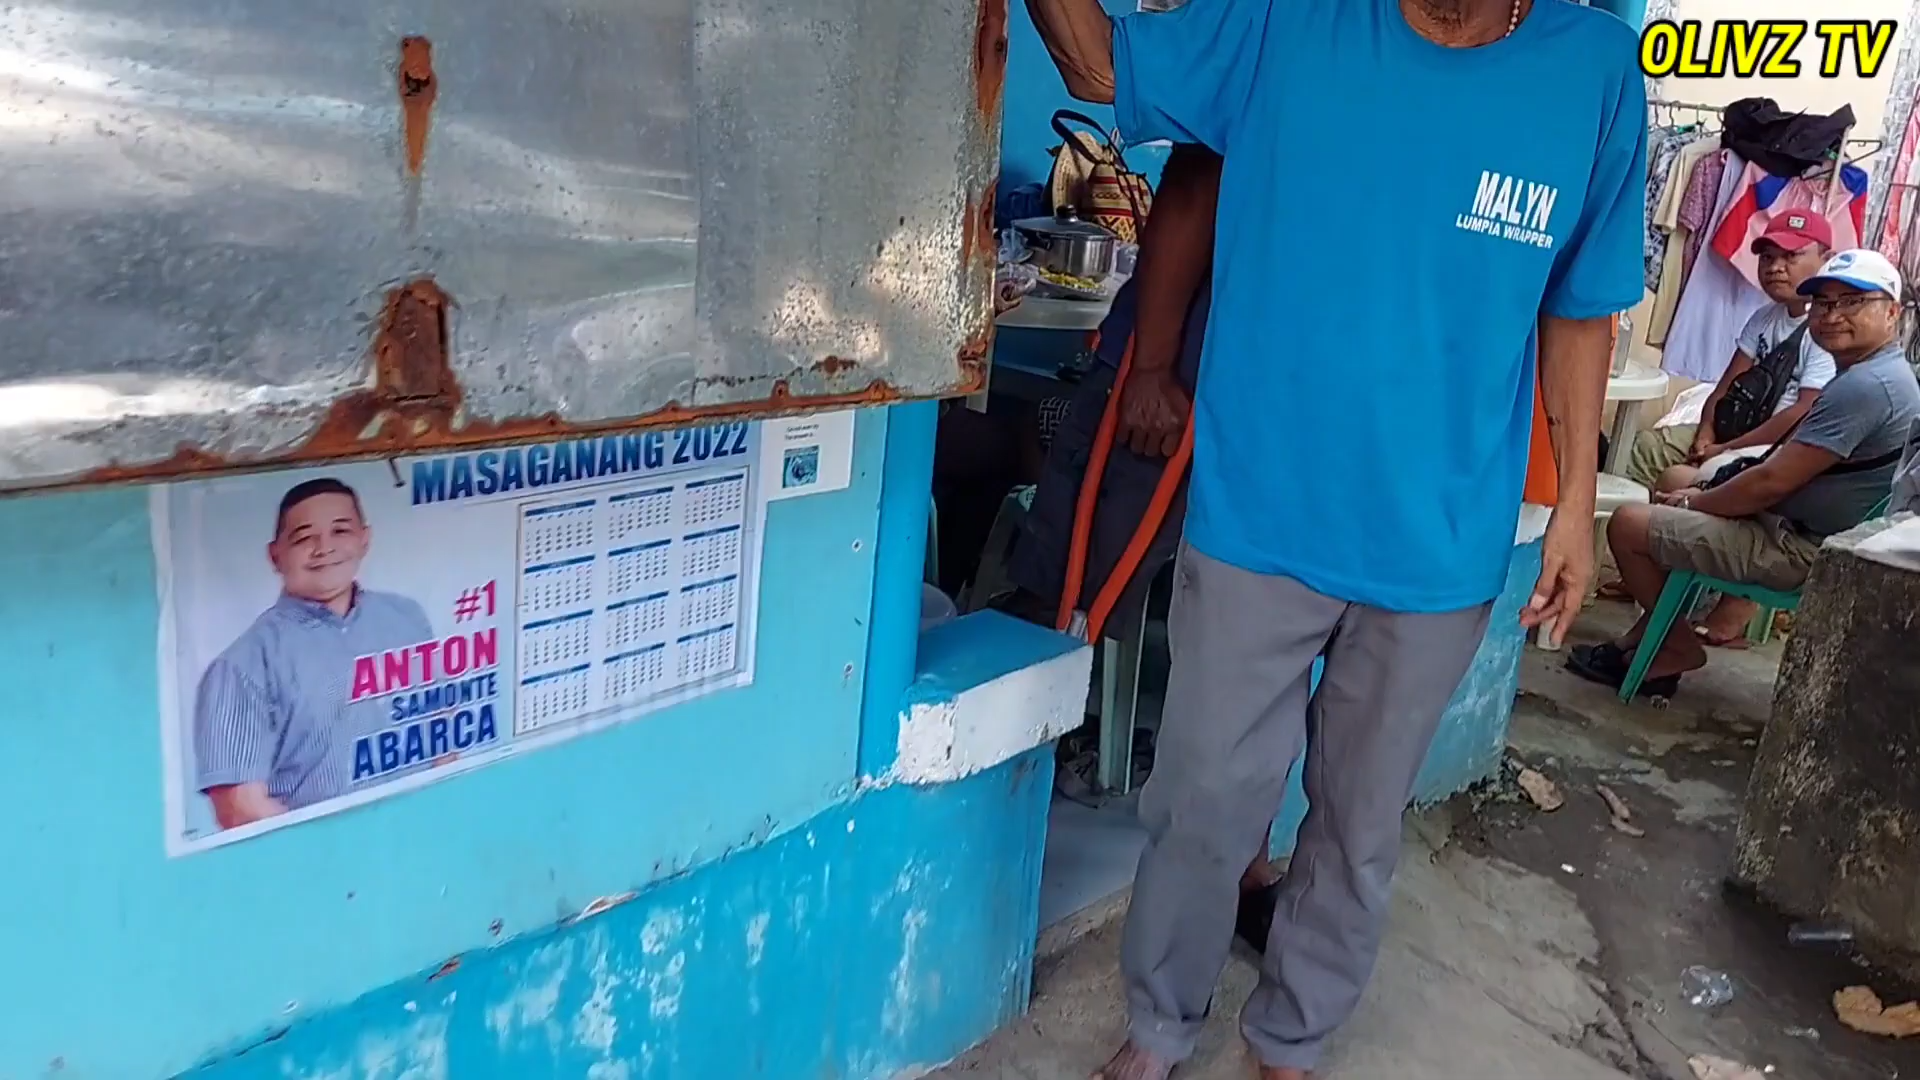 OLIVZ TV
MALYN
LUMPIA WRAPPER
MASAGANANG 2022
#1
ANTON
SAMONTE
ABARCA